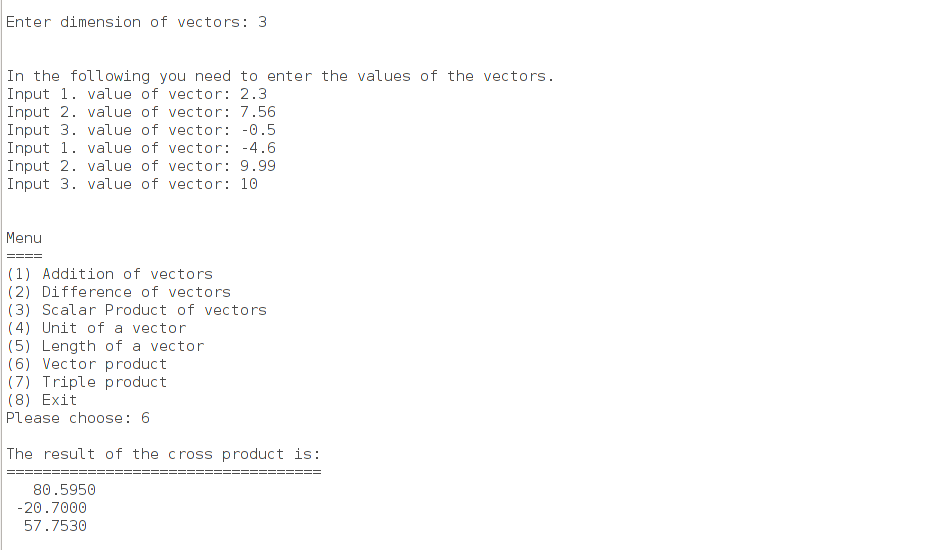 Enter dimension of vectors: 3
In the following you need to enter the values of the vectors.
Input 1. value of vector: 2.3
Input 2. value of vector: 7.56
Input 3. value of vector: -0.5
Input 1. value of vector: -4.6
Input 2. value of vector: 9.99
Input 3. value of vector: 10
Menu
====
(1) Addition of vectors
(2) Difference of vectors
(3) Scalar Product of vectors
(4) Unit of a vector
(5) Length of a vector
(6) Vector product
(7) Triple product
(8) Exit
Please choose: 6
The result of the cross product is:
===================================
80.5950
-20.7000
57.7530